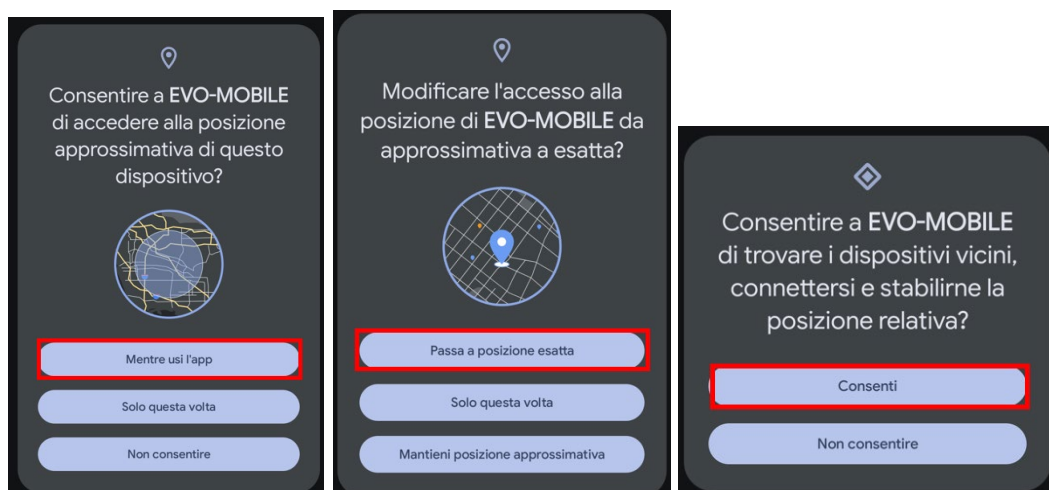 Consentire a EVO-MOBILE
di accedere alla posizione
approssimativa di questo
dispositivo?
Mentre usi l'app
Solo questa volta
Non consentire
Modificare l'accesso alla
posizione di EVO-MOBILE da
approssimativa a esatta?
Passa a posizione esatta
Solo questa volta
Mantieni posizione approssimativa
Consentire a EVO-MOBILE
di trovare i dispositivi vicini,
connettersi e stabilirne la
posizione relativa?
Consenti
Non consentire